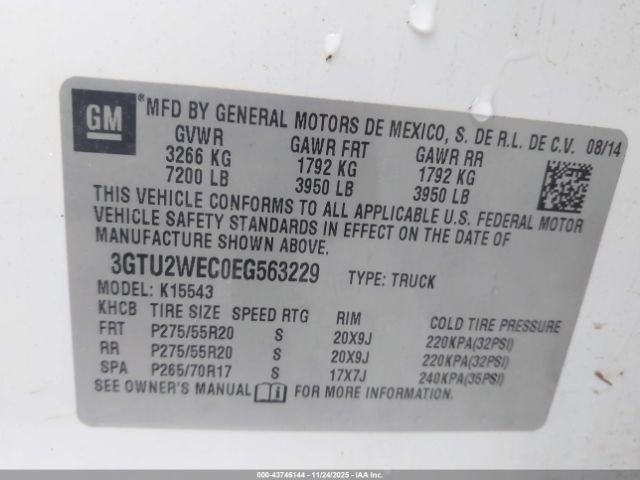 GM
® MFD BY GENERAL MOTORS DE MEXICO, S. DE R.L. DE C.V. 08/14
GVWR GAWR FRT GAWR RR
3266 KG 1792 KG 1792 KG
7200 LB 3950 LB 3950 LB
THIS VEHICLE CONFORMS TO ALL APPLICABLE U.S. FEDERAL MOTOR
VEHICLE SAFETY STANDARDS IN EFFECT ON THE DATE OF
MANUFACTURE SHOWN ABOVE.
3GTU2WEC0EG563229 TYPE: TRUCK
MODEL: K15543
KHCB TIRE SIZE SPEED RTG RIM COLD TIRE PRESSURE
FRT P275/55R20 S 20X9J 220KPA(32PSI)
RR P275/55R20 S 20X9J 220KPA(32PSI)
SPA P265/70R17 S 17X7J 240KPA(35PSI)
SEE OWNER'S MANUAL FOR MORE INFORMATION.
000-43746144 - 11/24/2025 - IAA Inc.